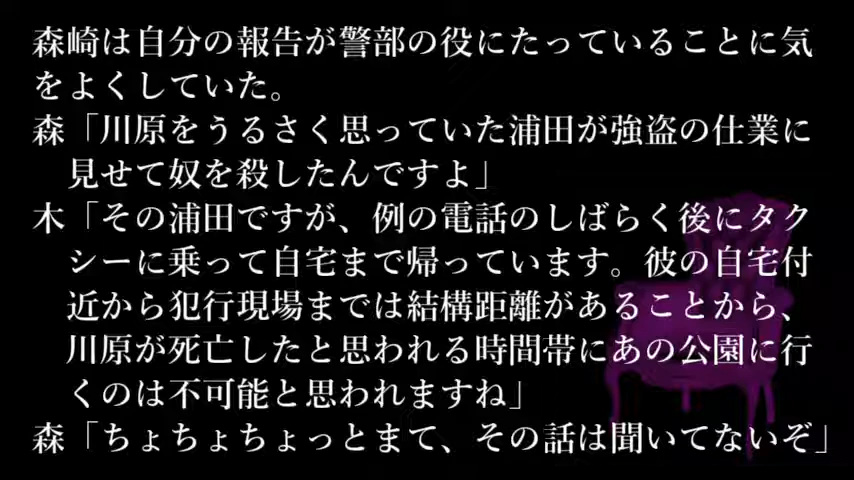 森崎は自分の報告が警部の役にたっていることに気
をよくしていた。
森「川原をうるさく思っていた浦田が強盗の仕業に
見せて奴を殺したんですよ」
木「その浦田ですが、例の電話のしばらく後にタク
シーに乗って自宅まで帰っています。彼の自宅付
近から犯行現場までは結構距離があることから、
川原が死亡したと思われる時間帯にあの公園に行
くのは不可能と思われますね」
森「ちょちょちょっとまて、その話は聞いてないぞ」